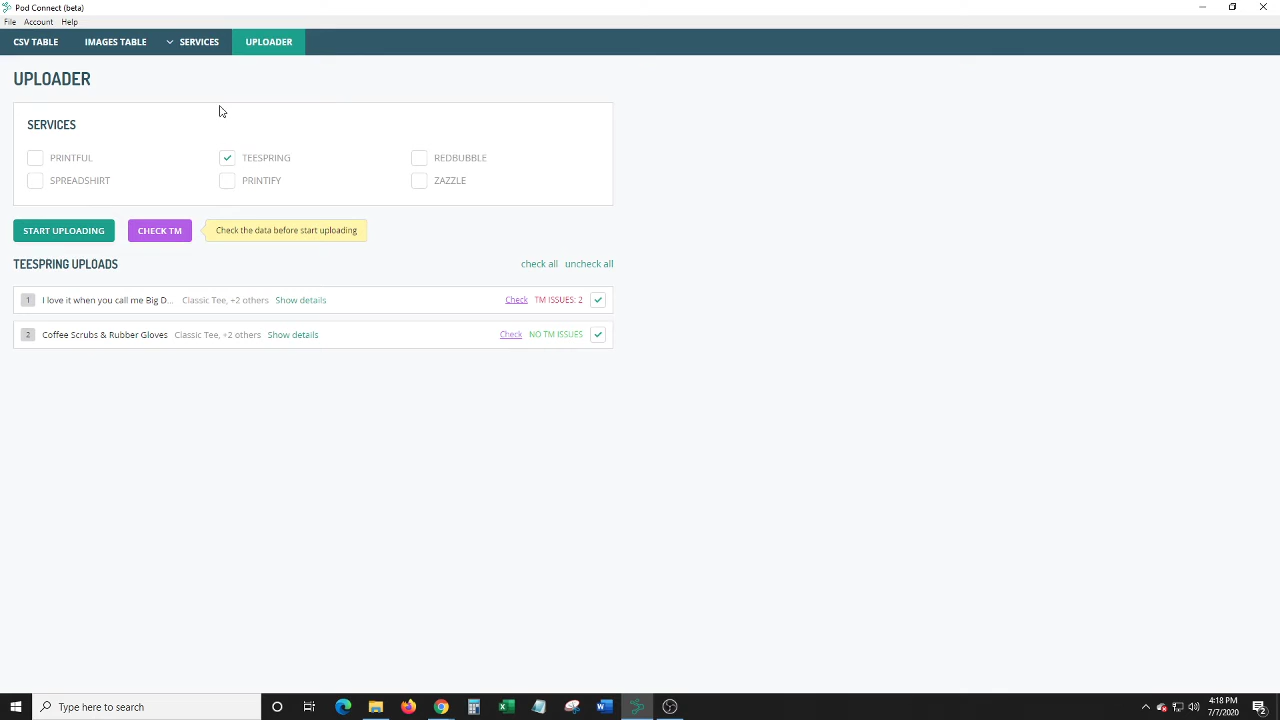 Pod Connect (beta)
File Account Help
CSV TABLE IMAGES TABLE SERVICES UPLOADER
UPLOADER
SERVICES
PRINTFUL TEESPRING REDBUBBLE
SPREADSHIRT PRINTIFY ZAZZLE
START UPLOADING CHECK TM Check the data before start uploading
TEESPRING UPLOADS check all uncheck all
1 I love it when you call me Big D... Classic Tee, +2 others Show details Check TM ISSUES: 2
2 Coffee Scrubs & Rubber Gloves Classic Tee, +2 others Show details Check NO TM ISSUES
Type here to search
4:18 PM
7/7/2020
2